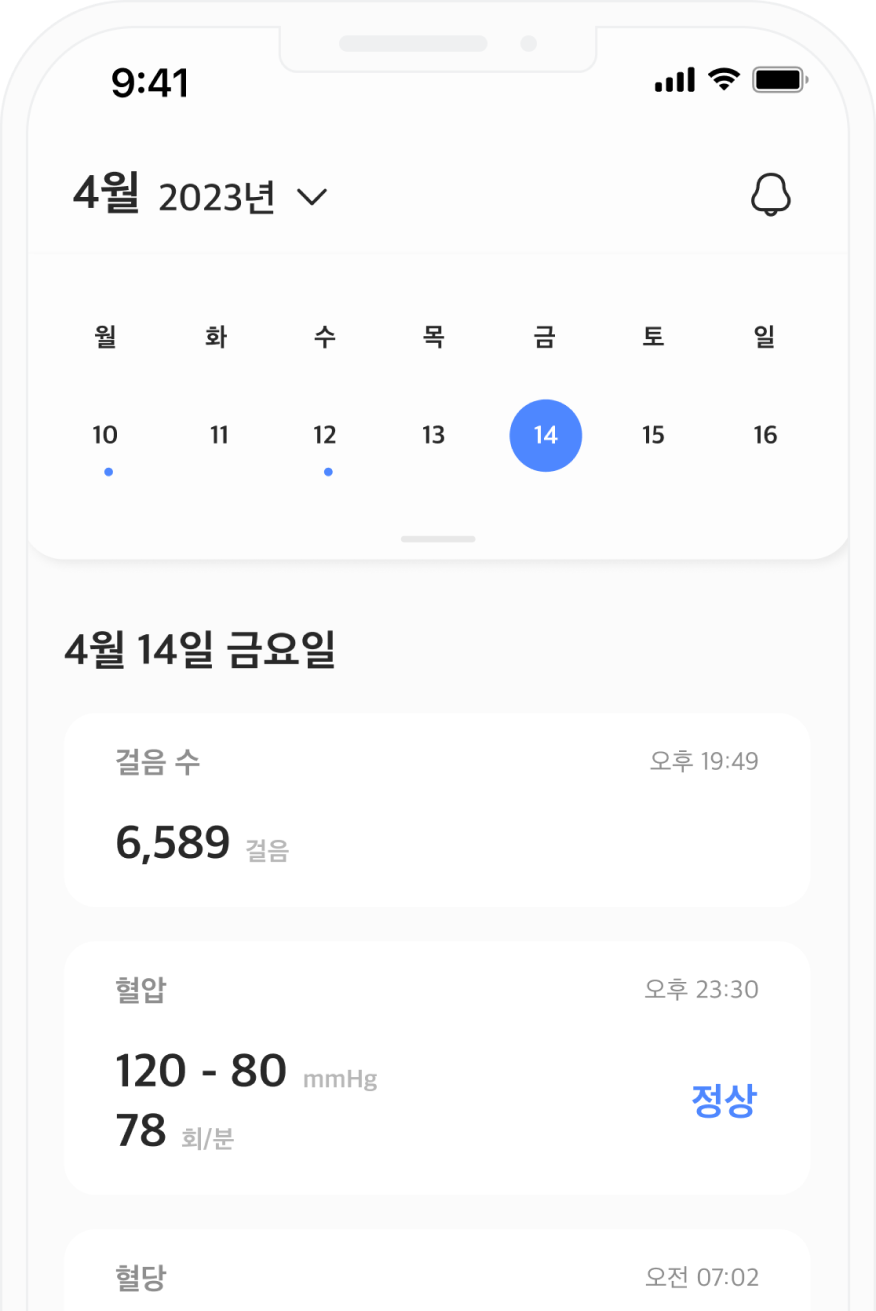 9:41
4월 2023년
월 화 수 목 금 토 일
10 11 12 13 14 15 16
4월 14일 금요일
걸음 수 오후 19:49
6,589 걸음
혈압 오후 23:30
120 - 80 mmHg
정상
78 회/분
혈당 오전 07:02